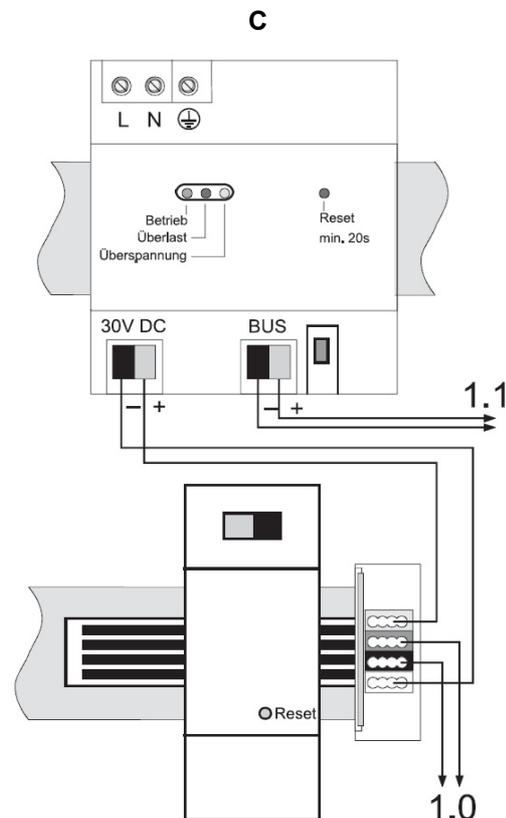 C
L N
Betrieb
Überlast
Überspannung
Reset
min. 20s
30V DC
BUS
1.1
− +
− +
Reset
1.0